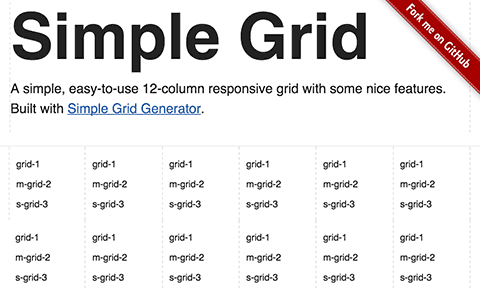 Simple Grid
Fork me on GitHub
A simple, easy-to-use 12-column responsive grid with some nice features.
Built with Simple Grid Generator.
grid-1 grid-1 grid-1 grid-1 grid-1 grid-1
m-grid-2 m-grid-2 m-grid-2 m-grid-2 m-grid-2 m-grid-2
s-grid-3 s-grid-3 s-grid-3 s-grid-3 s-grid-3 s-grid-3
grid-1 grid-1 grid-1 grid-1 grid-1 grid-1
m-grid-2 m-grid-2 m-grid-2 m-grid-2 m-grid-2 m-grid-2
s-grid-3 s-grid-3 s-grid-3 s-grid-3 s-grid-3 s-grid-3